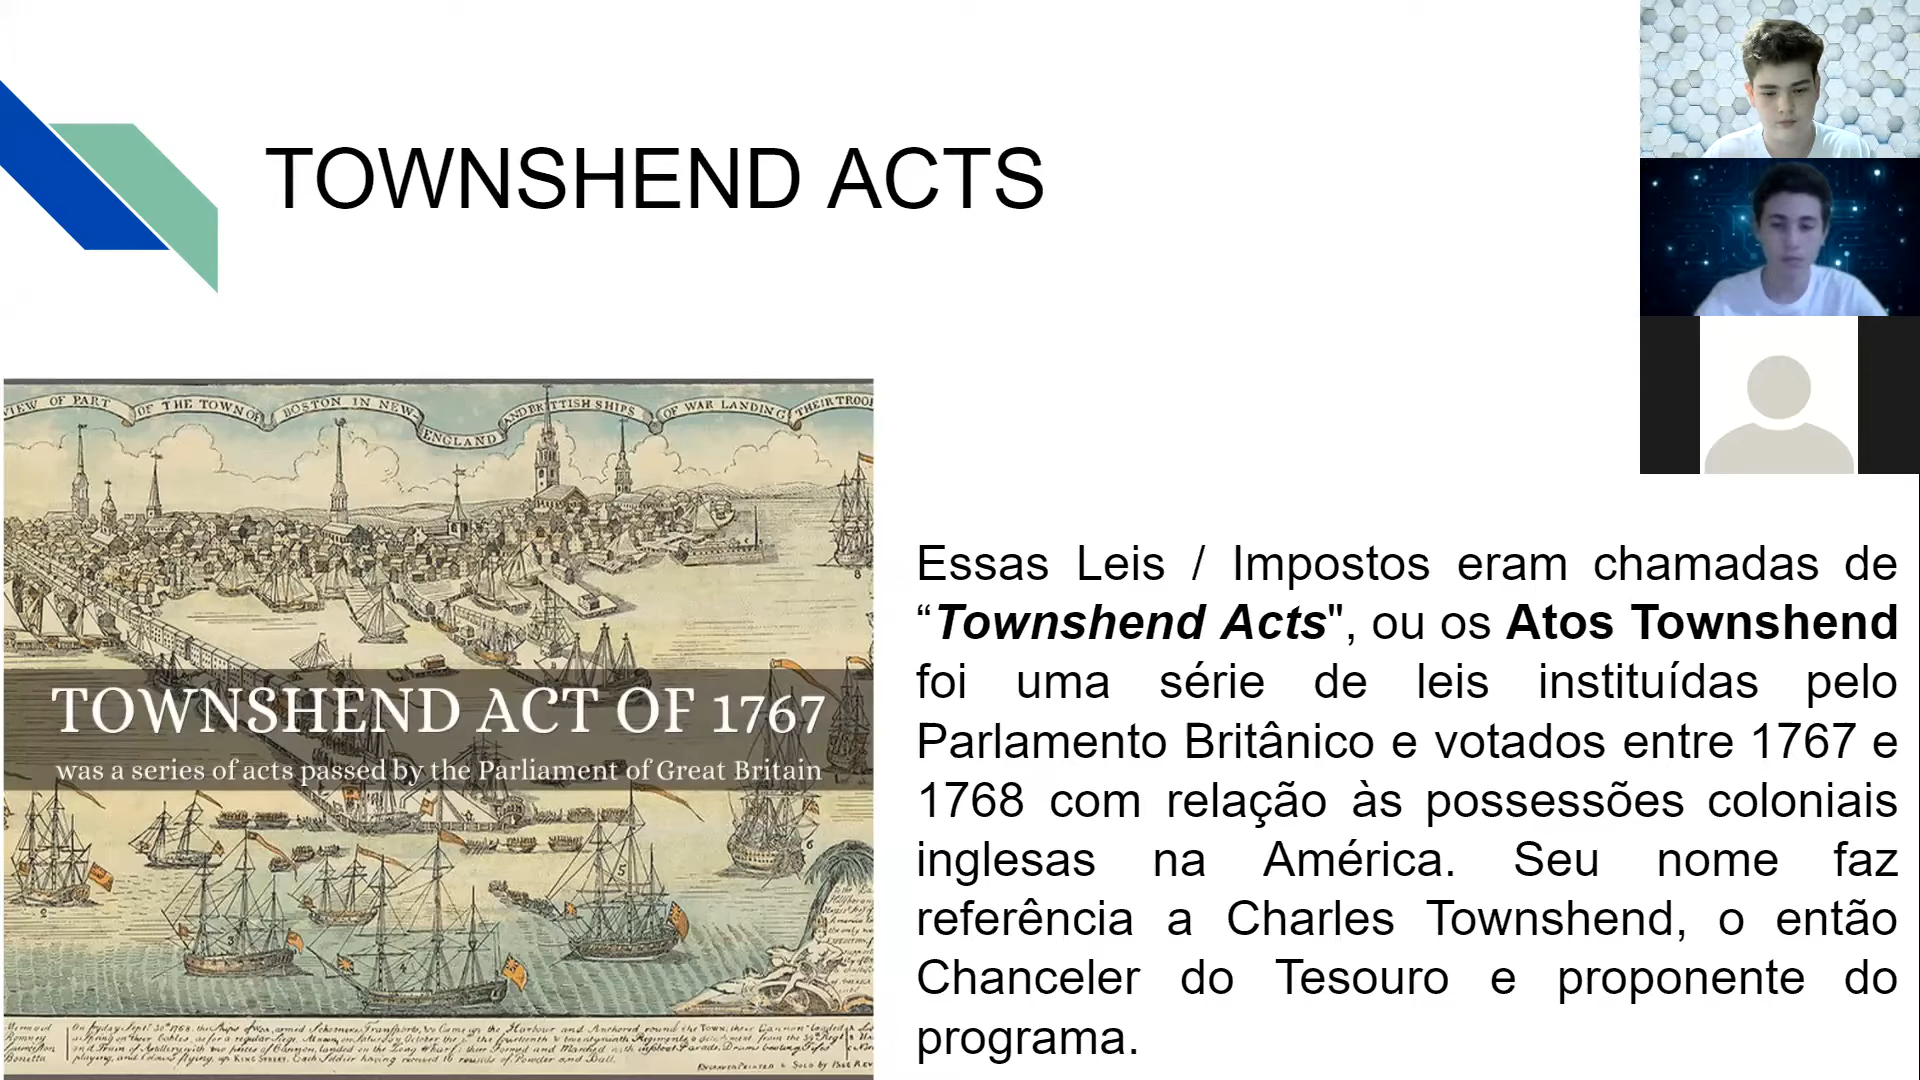 TOWNSHEND ACTS
VIEW OF PART OF THE TOWN OF BOSTON IN NEW- ENGLAND AND BRITTISH SHIPS OF WAR LANDING THEIR TROO
TOWNSHEND ACT OF 1767
was a series of acts passed by the Parliament of Great Britain
Essas Leis / Impostos eram chamadas de
“Townshend Acts", ou os Atos Townshend
foi uma série de leis instituídas pelo
Parlamento Britânico e votados entre 1767 e
1768 com relação às possessões coloniais
inglesas na América. Seu nome faz
referência a Charles Townshend, o então
Chanceler do Tesouro e proponente do
programa.